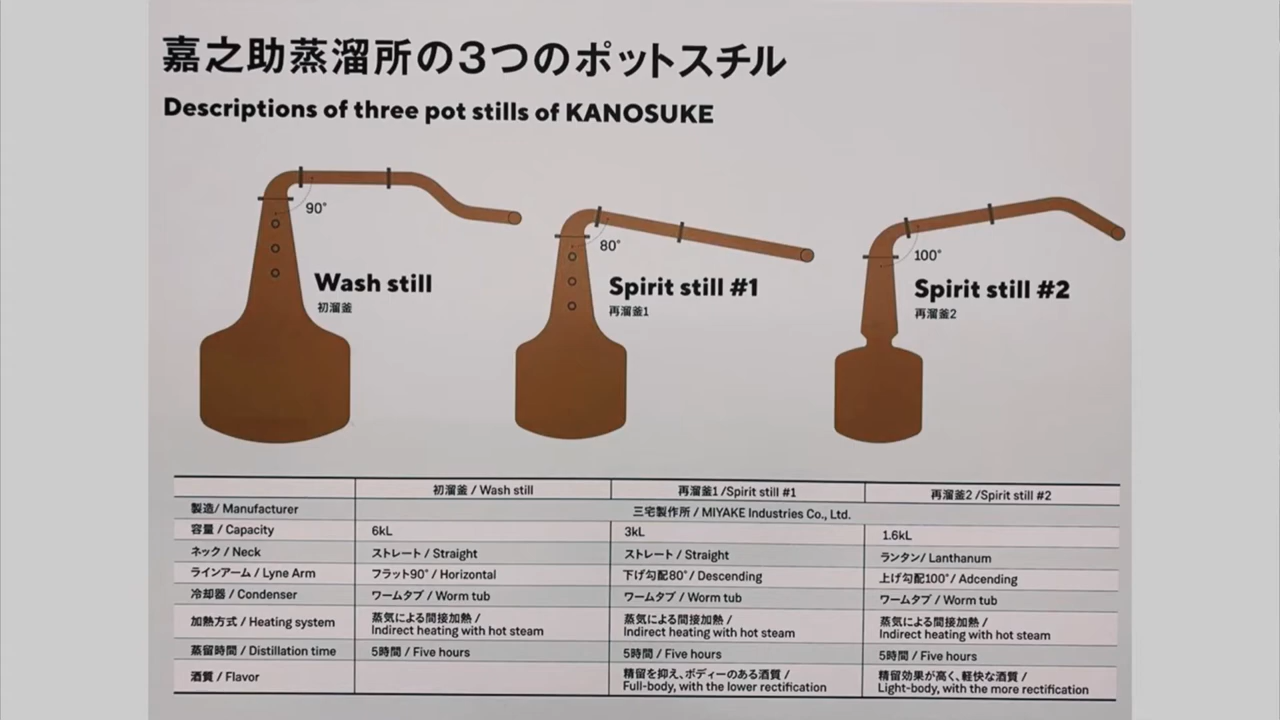 嘉之助蒸溜所の3つのポットスチル
Descriptions of three pot stills of KANOSUKE
90°
Wash still
初溜釜
80°
Spirit still #1
再溜釜1
100°
Spirit still #2
再溜釜2
初溜釜 / Wash still
再溜釜1 /Spirit still #1
再溜釜2 /Spirit still #2
製造/ Manufacturer
三宅製作所 / MIYAKE Industries Co., Ltd.
容量 / Capacity
6kL
3kL
1.6kL
ネック / Neck
ストレート / Straight
ストレート / Straight
ランタン/ Lanthanum
ラインアーム / Lyne Arm
フラット90° / Horizontal
下げ勾配80° / Descending
上げ勾配100° / Adcending
冷却器 / Condenser
ワームタブ / Worm tub
ワームタブ / Worm tub
ワームタブ / Worm tub
加熱方式 / Heating system
蒸気による間接加熱 /
Indirect heating with hot steam
蒸気による間接加熱 /
Indirect heating with hot steam
蒸気による間接加熱 /
Indirect heating with hot steam
蒸留時間 / Distillation time
5時間 / Five hours
5時間 / Five hours
5時間 / Five hours
酒質 / Flavor
精留を抑え、ボディーのある酒質 /
Full-body, with the lower rectification
精留効果が高く、軽快な酒質 /
Light-body, with the more rectification